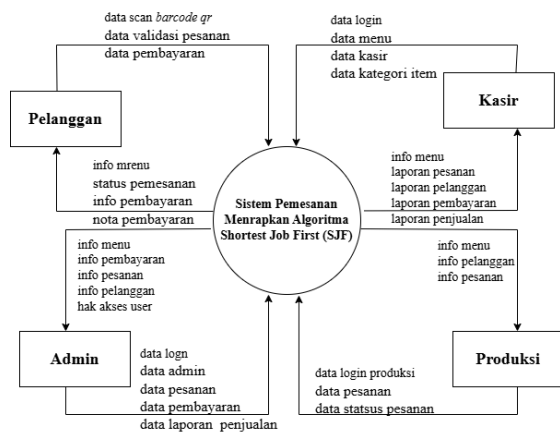 data scan barcode qr
data validasi pesanan
data pembayaran
Pelanggan
info mrenu
status pemesanan
info pembayaran
nota pembayaran
data login
data menu
data kasir
data kategori item
Kasir
info menu
laporan pesanan
laporan pelanggan
laporan pembayaran
laporan penjualan
Sistem Pemesanan
Menrapkan Algoritma
Shortest Job First (SJF)
info menu
info pembayaran
info pesanan
info pelanggan
hak akses user
Admin
data logn
data admin
data pesanan
data pembayaran
data laporan penjualan
info menu
info pelanggan
info pesanan
Produksi
data login produksi
data pesanan
data statsus pesanan